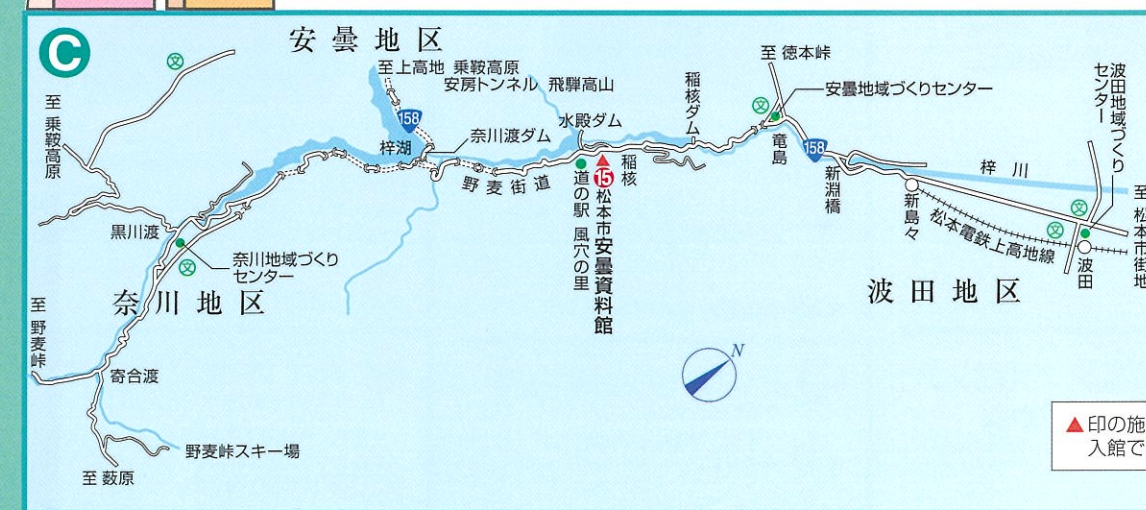 C
安曇地区
至上高地 乗鞍高原
安房トンネル 飛騨高山
至 乗鞍高原
文
158
梓湖
奈川渡ダム
水殿ダム
稲核ダム
至 徳本峠
文
安曇地域づくりセンター
竜島
158
新淵橋
梓川
新島々
松本電鉄上高地線
波田地域づくり
センター
文
文
波田
至 松本市街地
野麦街道
道の駅 風穴の里
15
松本市安曇資料館
稲核
黒川渡
奈川地域づくり
センター
文
奈川地区
波田地区
至 野麦峠
寄合渡
野麦峠スキー場
至 薮原
N
▲印の施
入館で